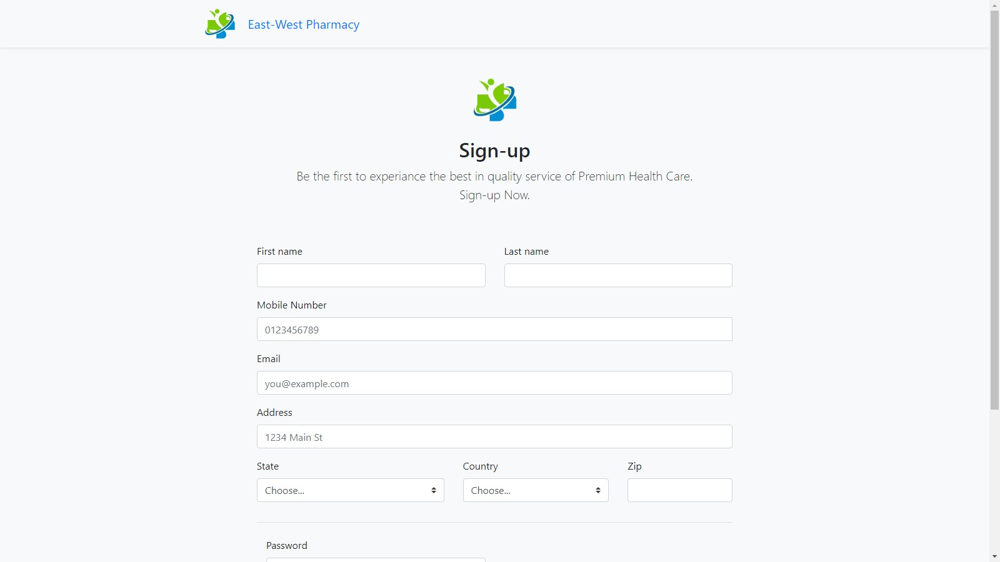 East-West Pharmacy
Sign-up
Be the first to experiance the best in quality service of Premium Health Care.
Sign-up Now.
First name
Last name
Mobile Number
0123456789
Email
you@example.com
Address
1234 Main St
State
Country
Zip
Choose...
Choose...
Password